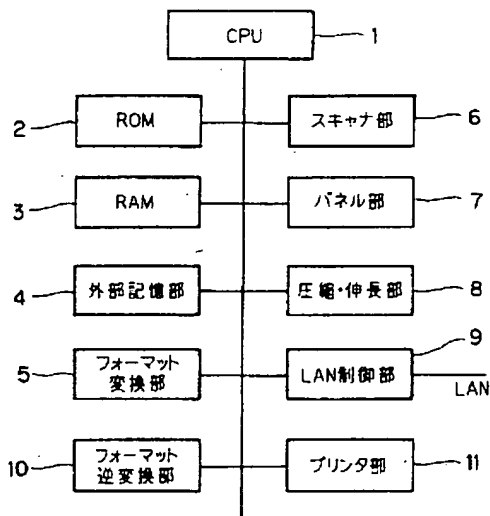 CPU
1
2
ROM
スキャナ部
6
3
RAM
パネル部
7
4
外部記憶部
圧縮・伸長部
8
5
フォーマット
変換部
LAN制御部
9
LAN
10
フォーマット
逆変換部
プリンタ部
11